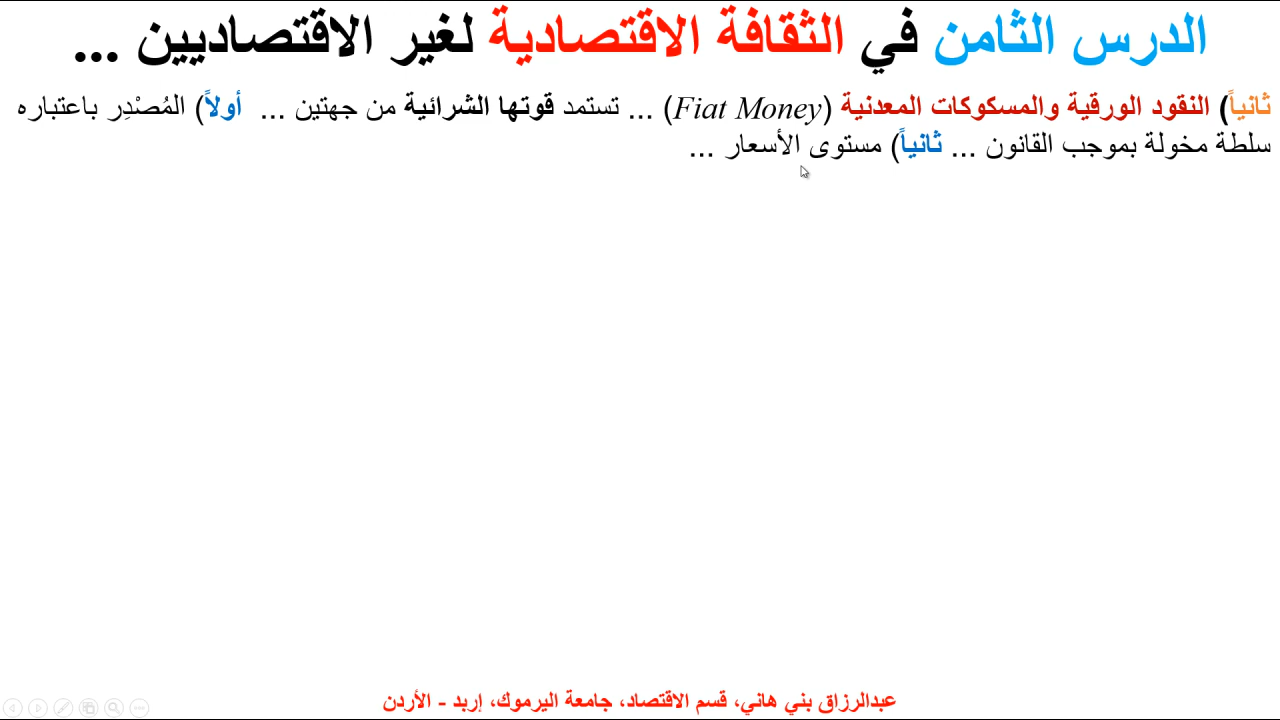 الدرس الثامن في الثقافة الاقتصادية لغير الاقتصاديين ...
ثانياً) النقود الورقية والمسكوكات المعدنية (Fiat Money) ... تستمد قوتها الشرائية من جهتين ... أولاً) المُصْدِر باعتباره
سلطة مخولة بموجب القانون ... ثانياً) مستوى الأسعار ...
عبدالرزاق بني هاني، قسم الاقتصاد، جامعة اليرموك، إربد - الأردن